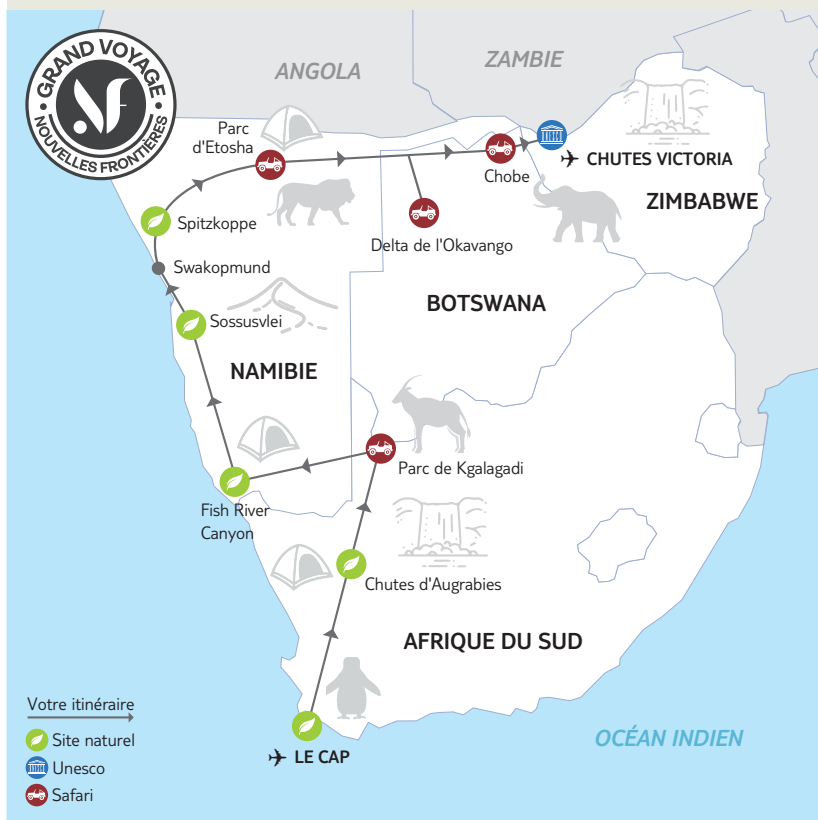 GRAND VOYAGE
NF
NOUVELLES FRONTIÈRES
ANGOLA
ZAMBIE
Parc
d'Etosha
Chobe
CHUTES VICTORIA
ZIMBABWE
Spitzkoppe
Delta de l'Okavango
Swakopmund
BOTSWANA
Sossusvlei
NAMIBIE
Parc de Kgalagadi
Fish River
Canyon
Chutes d'Augrabies
AFRIQUE DU SUD
Votre itinéraire
Site naturel
Unesco
Safari
LE CAP
OCÉAN INDIEN